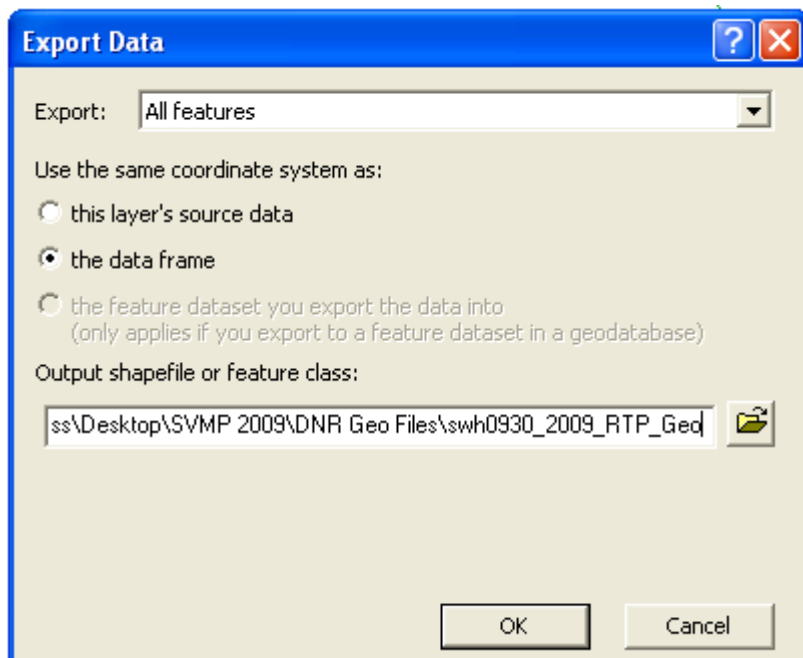 Export Data
Export: All features
Use the same coordinate system as:
this layer's source data
the data frame
the feature dataset you export the data into
(only applies if you export to a feature dataset in a geodatabase)
Output shapefile or feature class:
ss\Desktop\SVMP 2009\DNR Geo Files\swh0930_2009_RTP_Geo
OK Cancel